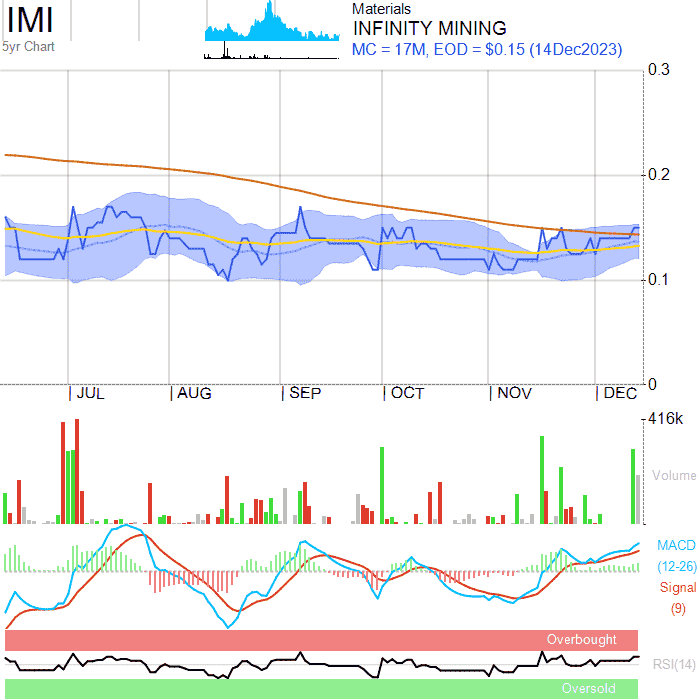 IMI
5yr Chart
Materials
INFINITY MINING
MC = 17M, EOD = $0.15 (14Dec2023)
0.3
0.2
0.1
0
| JUL | AUG | SEP | OCT | NOV | DEC
416k
Volume
MACD
(12-26)
Signal
(9)
Overbought
RSI(14)
Oversold